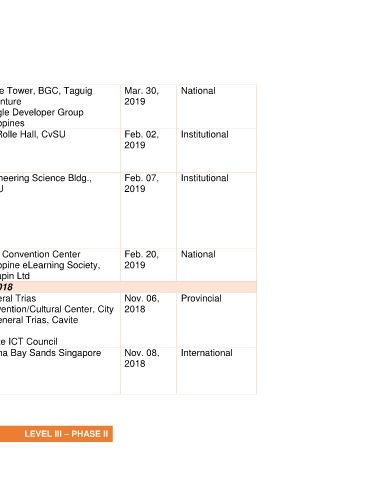 e Tower, BGC, Taguig Mar. 30, National
nture 2019
gle Developer Group
ppines
Rolle Hall, CvSU Feb. 02, Institutional
2019
neering Science Bldg., Feb. 07, Institutional
U 2019
Convention Center Feb. 20, National
opine eLearning Society, 2019
apin Ltd
018
eral Trias Nov. 06, Provincial
vention/Cultural Center, City 2018
eneral Trias, Cavite
te ICT Council
na Bay Sands Singapore Nov. 08, International
2018
LEVEL III – PHASE II